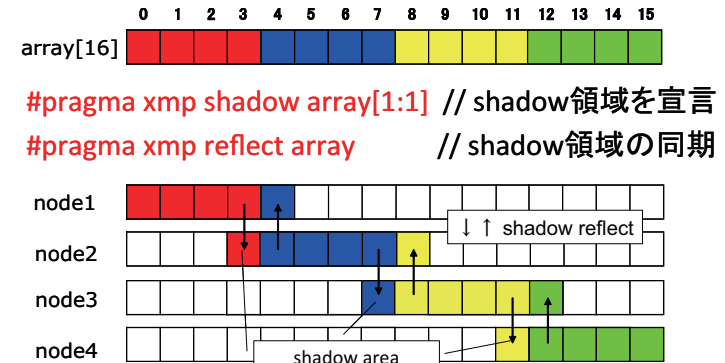 0 1 2 3 4 5 6 7 8 9 10 11 12 13 14 15
array[16]
#pragma xmp shadow array[1:1] // shadow領域を宣言
#pragma xmp reflect array // shadow領域の同期
node1
↓ ↑ shadow reflect
node2
node3
node4
shadow area